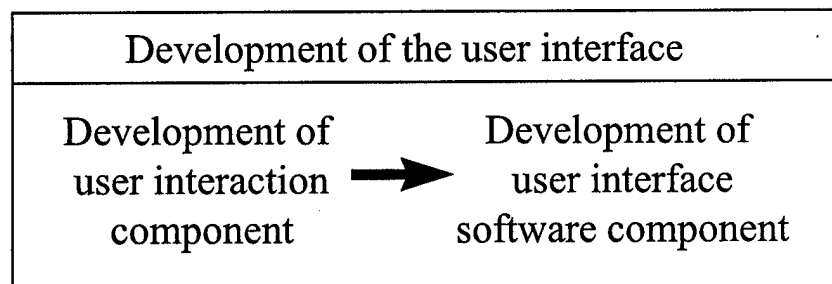 Development of the user interface
Development of
user interaction
component
Development of
user interface
software component